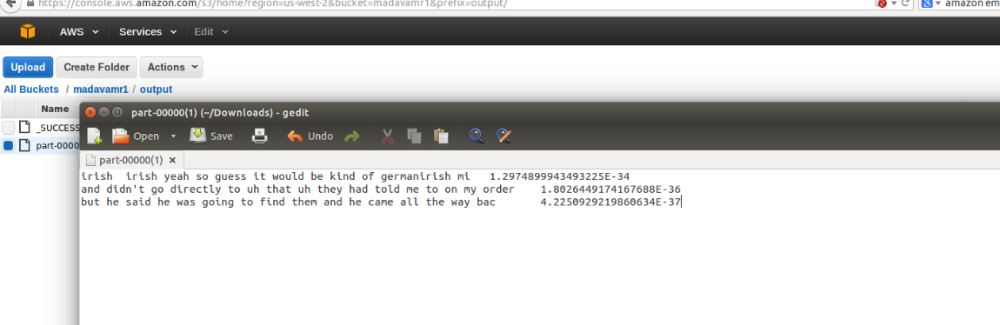 https://console.aws.amazon.com/s3/home?region=us-west-2&bucket=madavamr1&prefix=output/ amazon em
AWS Services Edit
Upload Create Folder Actions
All Buckets / madavamr1 / output
Name
_SUCCESS
part-0000
part-00000(1) (~/Downloads) - gedit
Open Save Undo
part-00000(1) ×
irish  irish yeah so guess it would be kind of germanirish mi   1.2974899943493225E-34
and didn't go directly to uh that uh they had told me to on my order    1.8026449174167688E-36
but he said he was going to find them and he came all the way bac       4.2250929219860634E-37